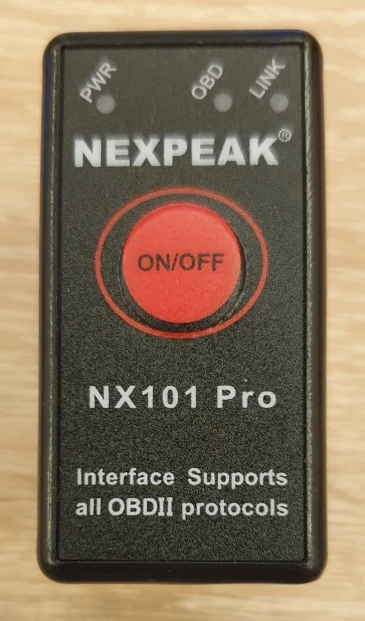 PWR OBD LINK
NEXPEAK®
ON/OFF
NX101 Pro
Interface Supports
all OBDII protocols